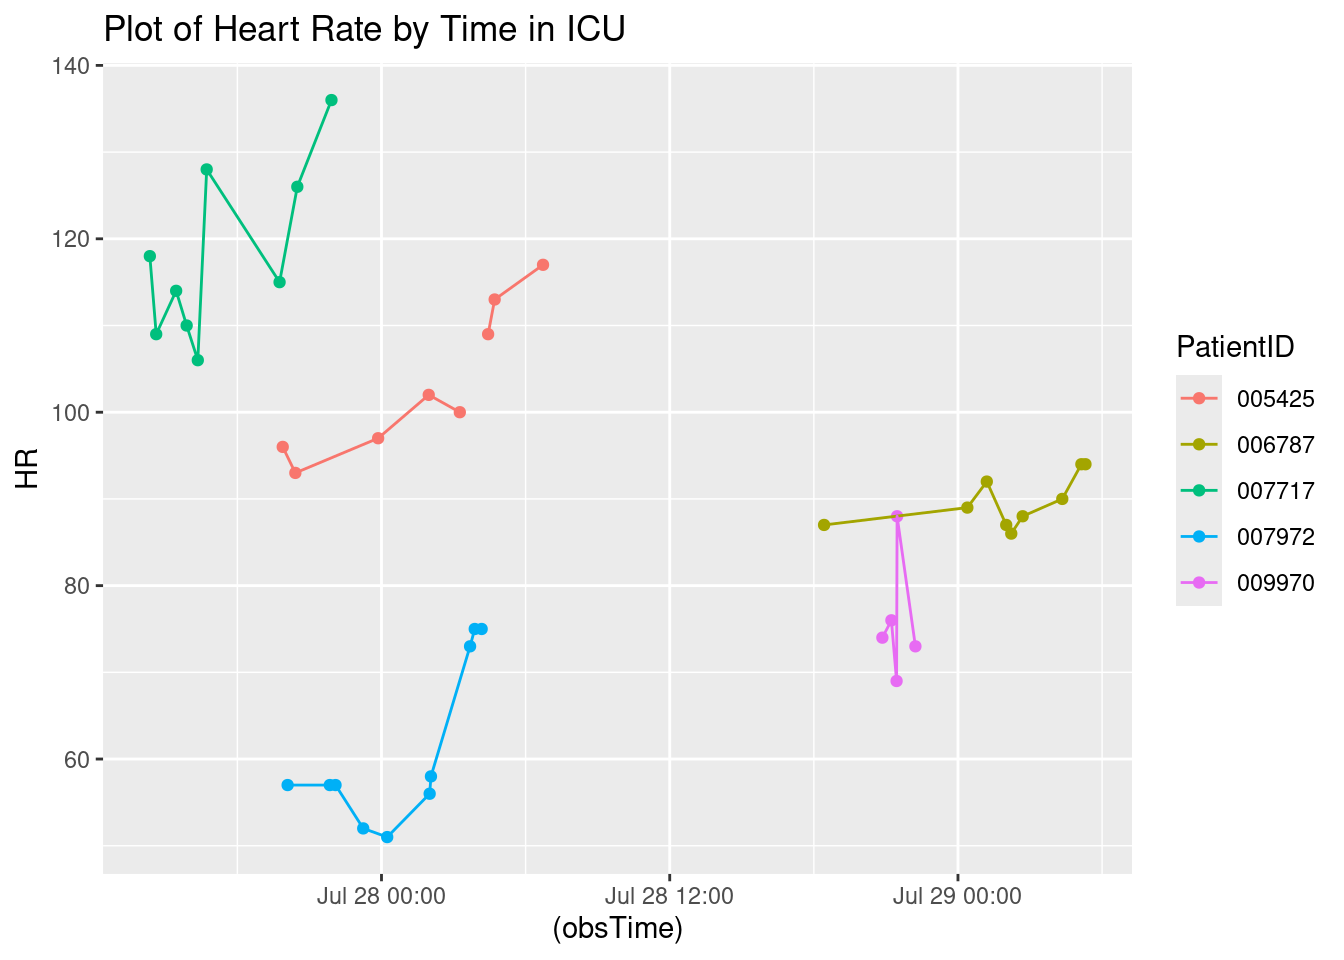 Plot of Heart Rate by Time in ICU
140
120
100
80
60
HR
Jul 28 00:00
Jul 28 12:00
Jul 29 00:00
(obsTime)
PatientID
005425
006787
007717
007972
009970